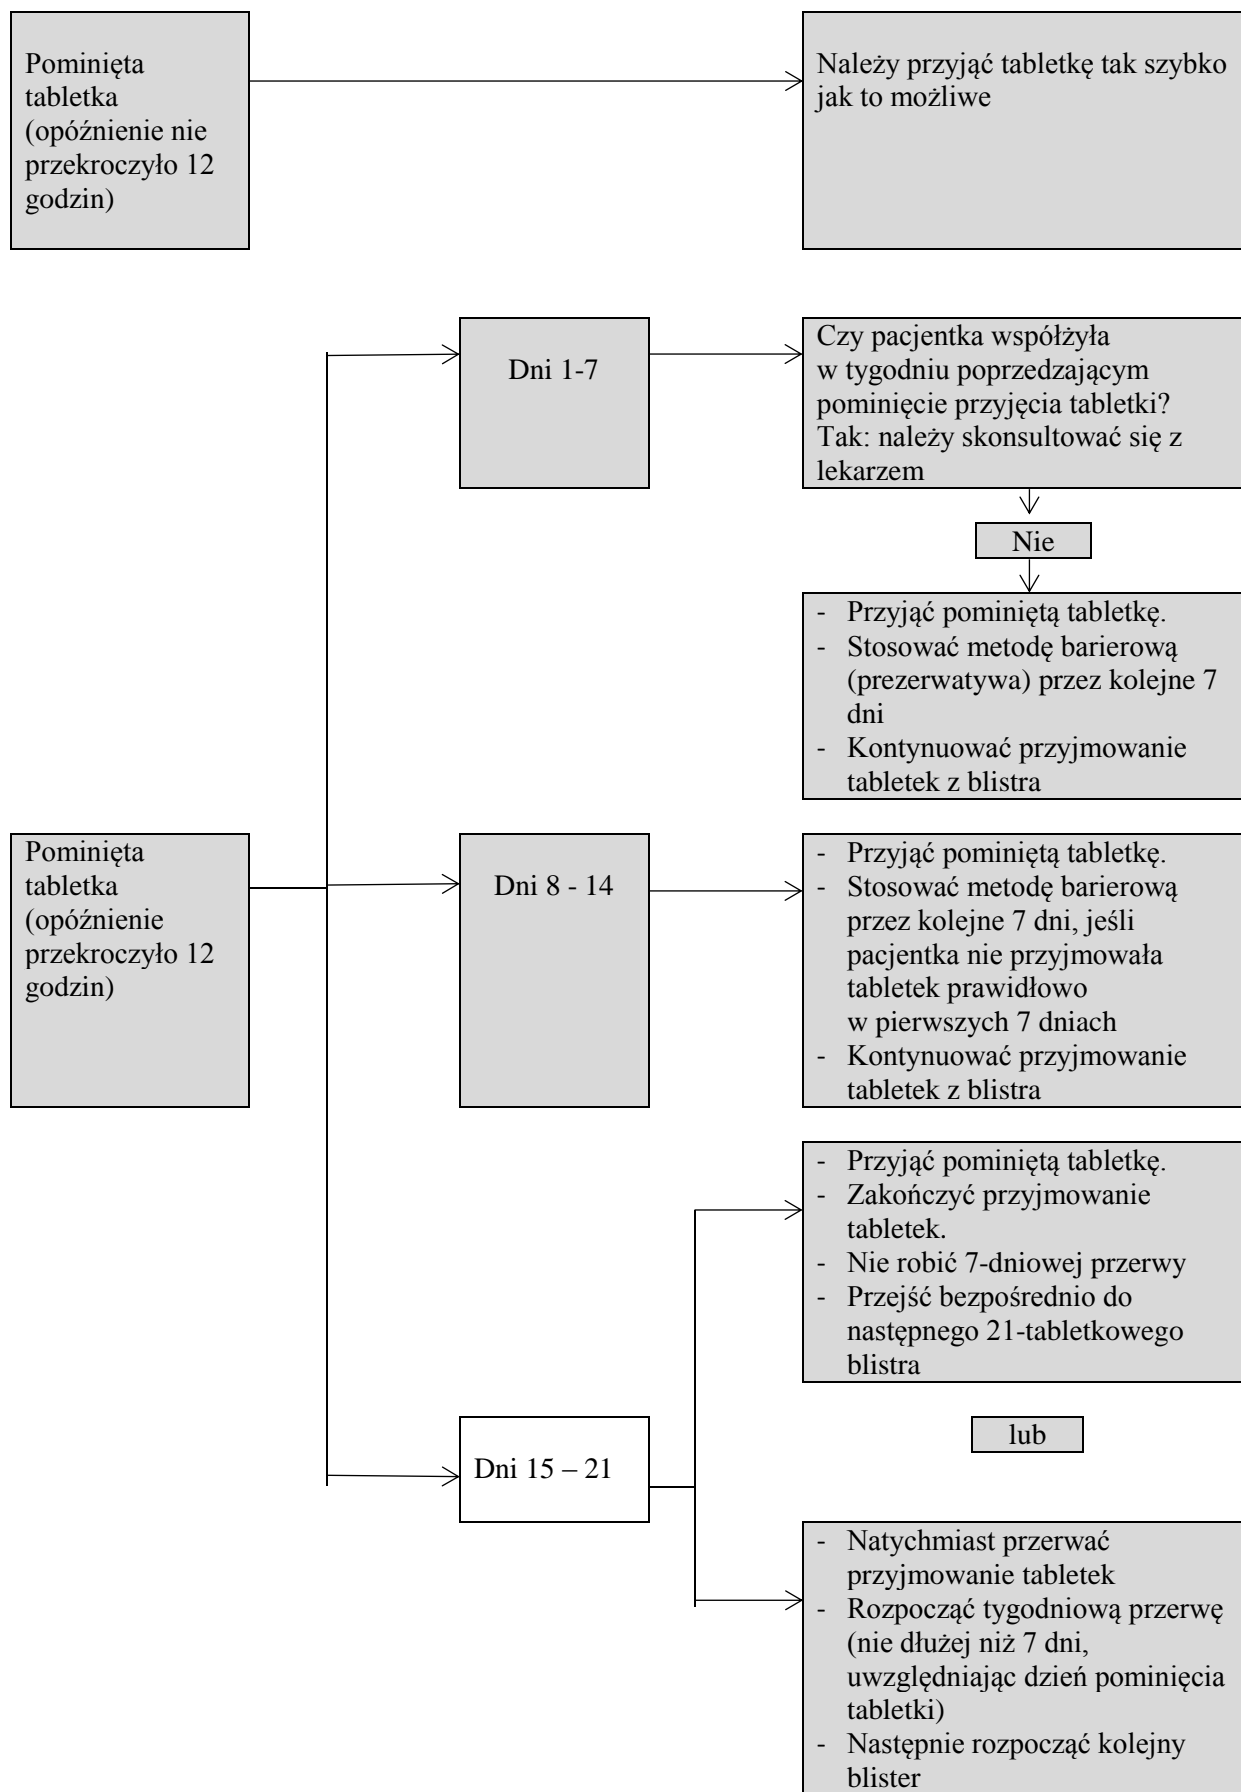 Pominięta
tabletka
(opóźnienie nie
przekroczyło 12
godzin)
Należy przyjąć tabletkę tak szybko
jak to możliwe
Dni 1-7
Czy pacjentka współżyła
w tygodniu poprzedzającym
pominięcie przyjęcia tabletki?
Tak: należy skonsultować się z
lekarzem
Nie
- Przyjąć pominiętą tabletkę.
- Stosować metodę barierową
(prezerwatywa) przez kolejne 7
dni
- Kontynuować przyjmowanie
tabletek z blistra
Pominięta
tabletka
(opóźnienie
przekroczyło 12
godzin)
Dni 8 - 14
- Przyjąć pominiętą tabletkę.
- Stosować metodę barierową
przez kolejne 7 dni, jeśli
pacjentka nie przyjmowała
tabletek prawidłowo
w pierwszych 7 dniach
- Kontynuować przyjmowanie
tabletek z blistra
- Przyjąć pominiętą tabletkę.
- Zakończyć przyjmowanie
tabletek.
- Nie robić 7-dniowej przerwy
- Przejść bezpośrednio do
następnego 21-tabletkowego
blistra
lub
Dni 15 – 21
- Natychmiast przerwać
przyjmowanie tabletek
- Rozpocząć tygodniową przerwę
(nie dłużej niż 7 dni,
uwzględniając dzień pominięcia
tabletki)
- Następnie rozpocząć kolejny
blister